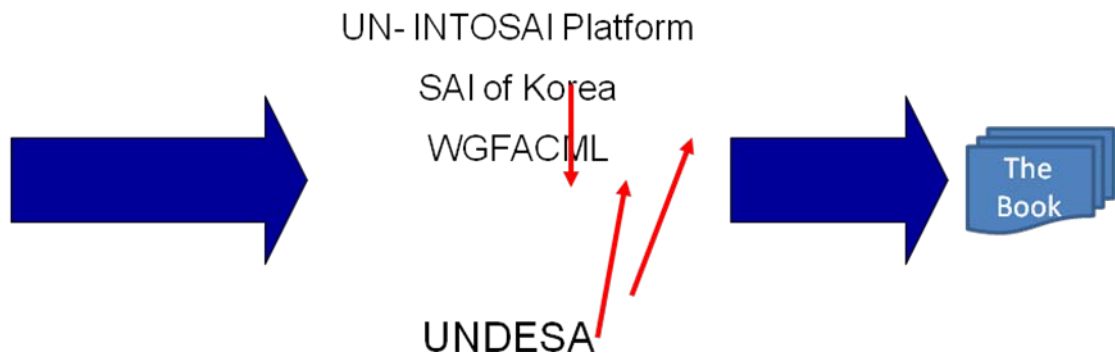 UN- INTOSAI Platform
SAI of Korea
WGFACML
The
Book
UNDESA